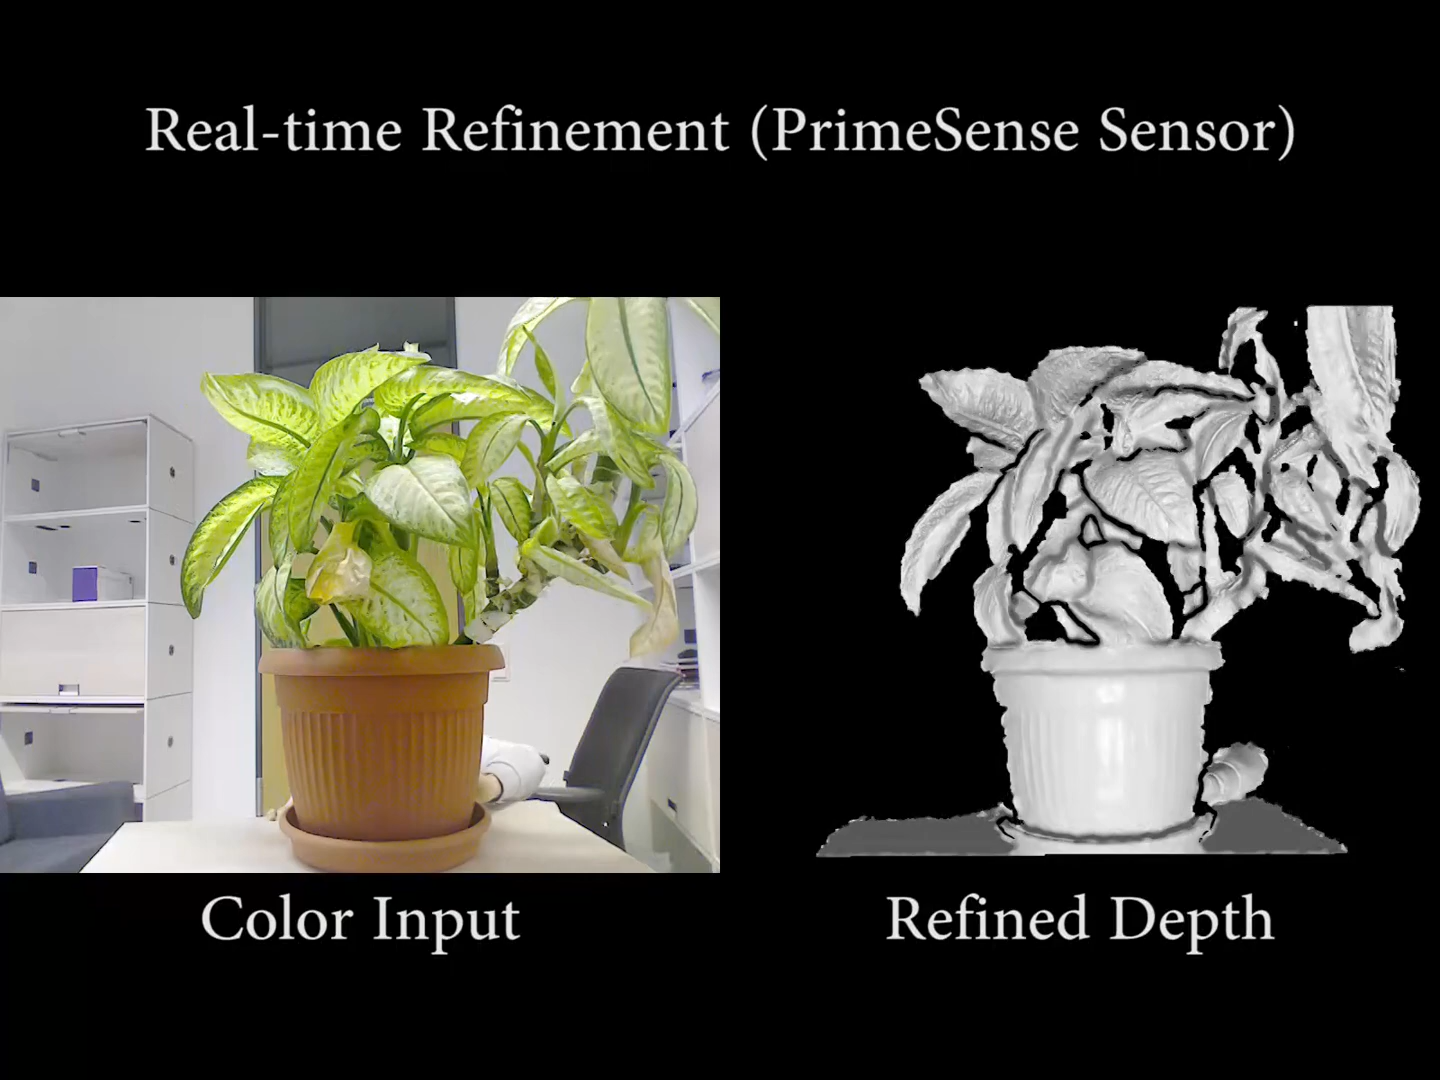 Real-time Refinement (PrimeSense Sensor)
Color Input
Refined Depth